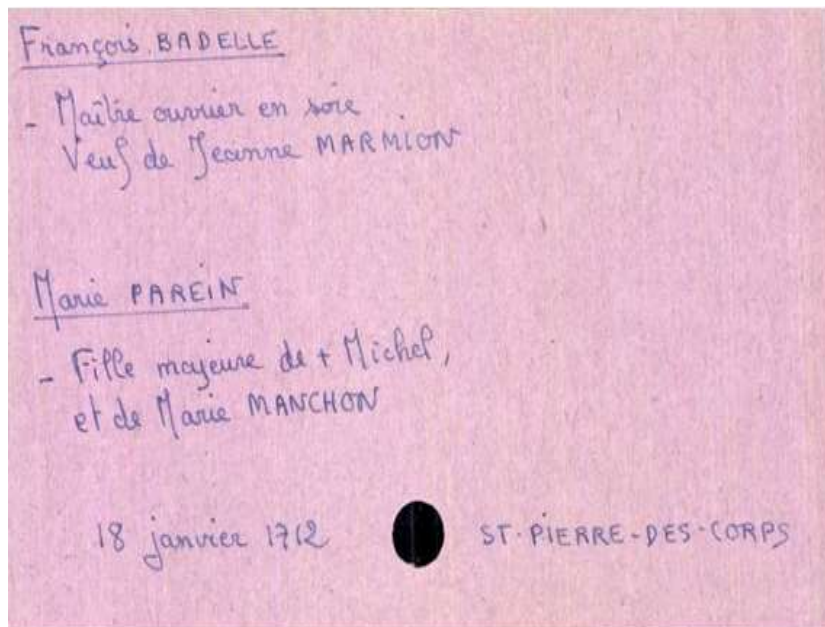 François BADELLE
- Maître ouvrier en soie
Veuf de Jeanne MARMION
Marie PAREIN
- Fille majeure de + Michel,
et de Marie MANCHON
18 janvier 1712
ST-PIERRE-DES-CORPS